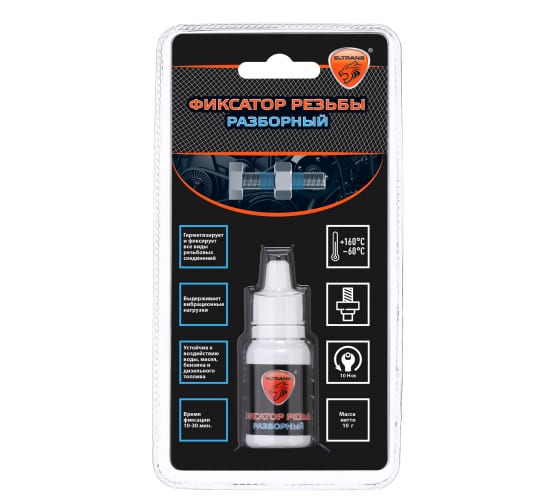 ELTRANS
®
ФИКСАТОР РЕЗЬБЫ
РАЗБОРНЫЙ
Герметизирует
и фиксирует
все виды
резьбовых
соединений
+160°C
–60°C
Выдерживает
вибрационные
нагрузки
Устойчив к
воздействию
воды, масел,
бензина и
дизельного
топлива
10 Н·м
ELTRANS
ИКСАТОР РЕЗЬ
РАЗБОРНЫЙ
Время
фиксации
10-30 мин.
Масса
нетто
10 г